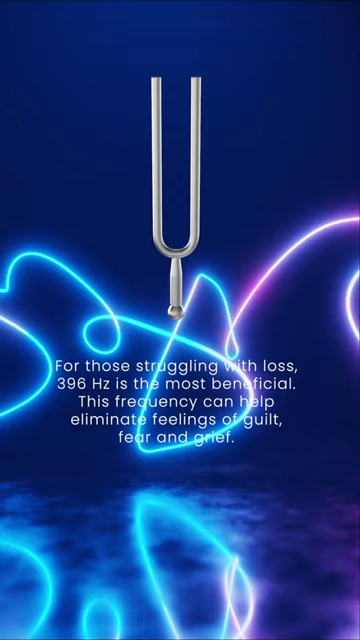 For those struggling with loss,
396 Hz is the most beneficial.
This frequency can help
eliminate feelings of guilt,
fear and grief.